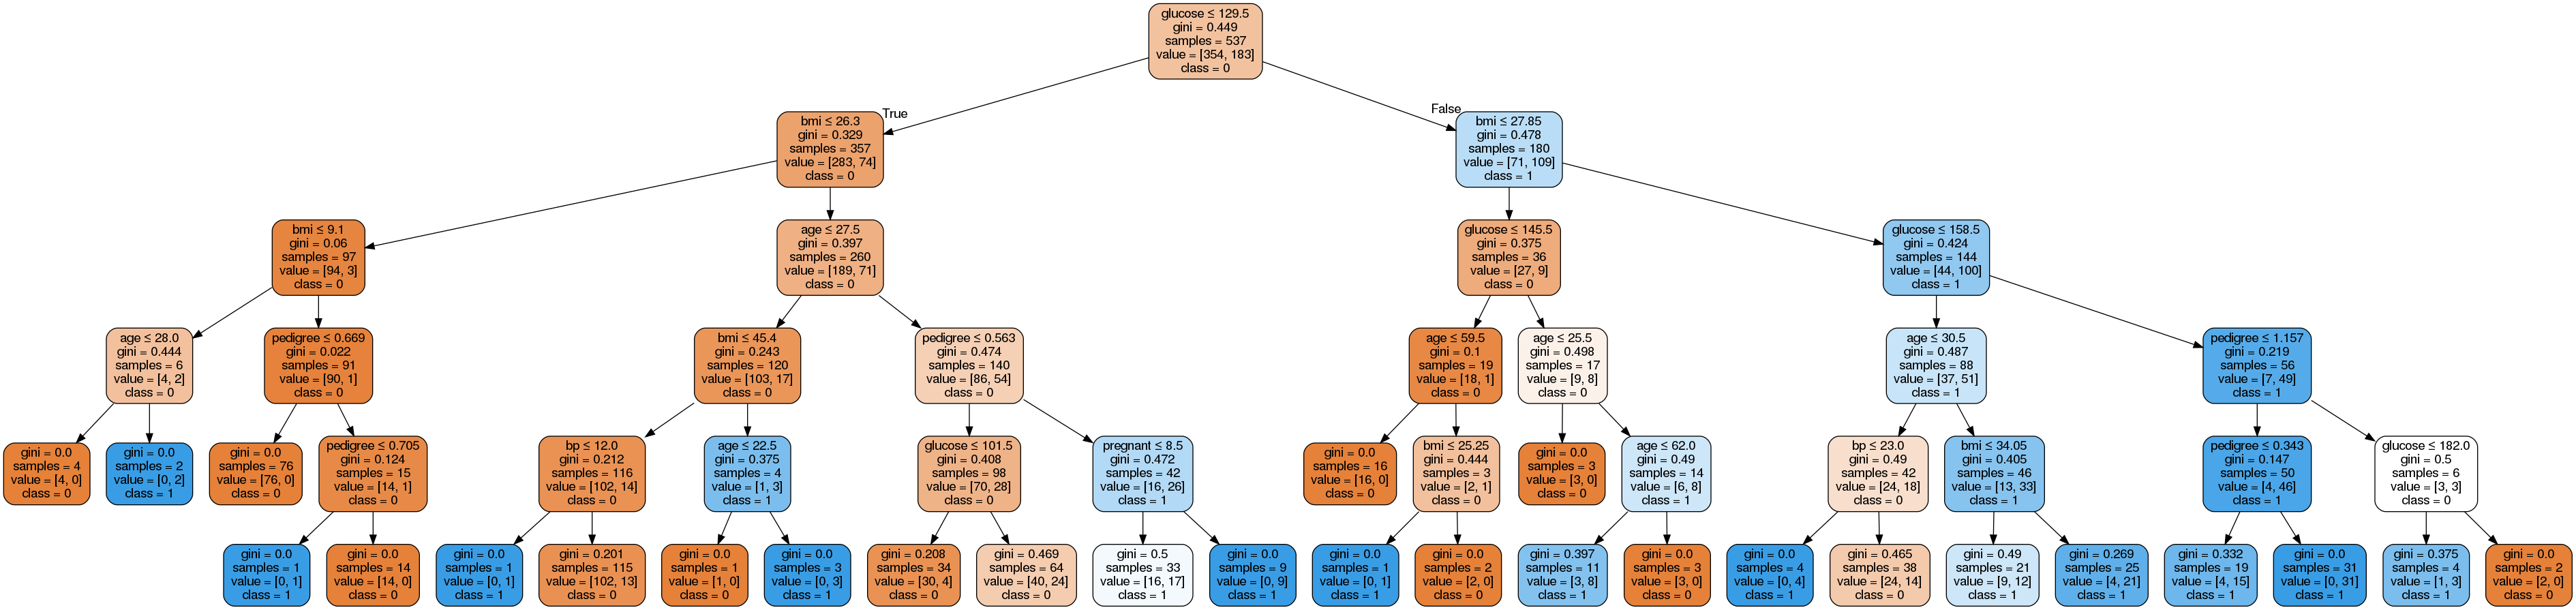 glucose ≤ 129.5
gini = 0.449
samples = 537
value = [354, 183]
class = 0
True
False
bmi ≤ 26.3
gini = 0.329
samples = 357
value = [283, 74]
class = 0
bmi ≤ 27.85
gini = 0.478
samples = 180
value = [71, 109]
class = 1
bmi ≤ 9.1
gini = 0.06
samples = 97
value = [94, 3]
class = 0
age ≤ 27.5
gini = 0.397
samples = 260
value = [189, 71]
class = 0
glucose ≤ 145.5
gini = 0.375
samples = 36
value = [27, 9]
class = 0
glucose ≤ 158.5
gini = 0.424
samples = 144
value = [44, 100]
class = 1
age ≤ 28.0
gini = 0.444
samples = 6
value = [4, 2]
class = 0
pedigree ≤ 0.669
gini = 0.022
samples = 91
value = [90, 1]
class = 0
bmi ≤ 45.4
gini = 0.243
samples = 120
value = [103, 17]
class = 0
pedigree ≤ 0.563
gini = 0.474
samples = 140
value = [86, 54]
class = 0
age ≤ 59.5
gini = 0.1
samples = 19
value = [18, 1]
class = 0
age ≤ 25.5
gini = 0.498
samples = 17
value = [9, 8]
class = 0
age ≤ 30.5
gini = 0.487
samples = 88
value = [37, 51]
class = 1
pedigree ≤ 1.157
gini = 0.219
samples = 56
value = [7, 49]
class = 1
gini = 0.0
samples = 4
value = [4, 0]
class = 0
gini = 0.0
samples = 2
value = [0, 2]
class = 1
gini = 0.0
samples = 76
value = [76, 0]
class = 0
pedigree ≤ 0.705
gini = 0.124
samples = 15
value = [14, 1]
class = 0
bp ≤ 12.0
gini = 0.212
samples = 116
value = [102, 14]
class = 0
age ≤ 22.5
gini = 0.375
samples = 4
value = [1, 3]
class = 1
glucose ≤ 101.5
gini = 0.408
samples = 98
value = [70, 28]
class = 0
pregnant ≤ 8.5
gini = 0.472
samples = 42
value = [16, 26]
class = 1
gini = 0.0
samples = 16
value = [16, 0]
class = 0
bmi ≤ 25.25
gini = 0.444
samples = 3
value = [2, 1]
class = 0
gini = 0.0
samples = 3
value = [3, 0]
class = 0
age ≤ 62.0
gini = 0.49
samples = 14
value = [6, 8]
class = 1
bp ≤ 23.0
gini = 0.49
samples = 42
value = [24, 18]
class = 0
bmi ≤ 34.05
gini = 0.405
samples = 46
value = [13, 33]
class = 1
pedigree ≤ 0.343
gini = 0.147
samples = 50
value = [4, 46]
class = 1
glucose ≤ 182.0
gini = 0.5
samples = 6
value = [3, 3]
class = 0
gini = 0.0
samples = 1
value = [0, 1]
class = 1
gini = 0.0
samples = 14
value = [14, 0]
class = 0
gini = 0.0
samples = 1
value = [0, 1]
class = 1
gini = 0.201
samples = 115
value = [102, 13]
class = 0
gini = 0.0
samples = 1
value = [1, 0]
class = 0
gini = 0.0
samples = 3
value = [0, 3]
class = 1
gini = 0.208
samples = 34
value = [30, 4]
class = 0
gini = 0.469
samples = 64
value = [40, 24]
class = 0
gini = 0.5
samples = 33
value = [16, 17]
class = 1
gini = 0.0
samples = 9
value = [0, 9]
class = 1
gini = 0.0
samples = 1
value = [0, 1]
class = 1
gini = 0.0
samples = 2
value = [2, 0]
class = 0
gini = 0.397
samples = 11
value = [3, 8]
class = 1
gini = 0.0
samples = 3
value = [3, 0]
class = 0
gini = 0.0
samples = 4
value = [0, 4]
class = 1
gini = 0.465
samples = 38
value = [24, 14]
class = 0
gini = 0.49
samples = 21
value = [9, 12]
class = 1
gini = 0.269
samples = 25
value = [4, 21]
class = 1
gini = 0.332
samples = 19
value = [4, 15]
class = 1
gini = 0.0
samples = 31
value = [0, 31]
class = 1
gini = 0.375
samples = 4
value = [1, 3]
class = 1
gini = 0.0
samples = 2
value = [2, 0]
class = 0